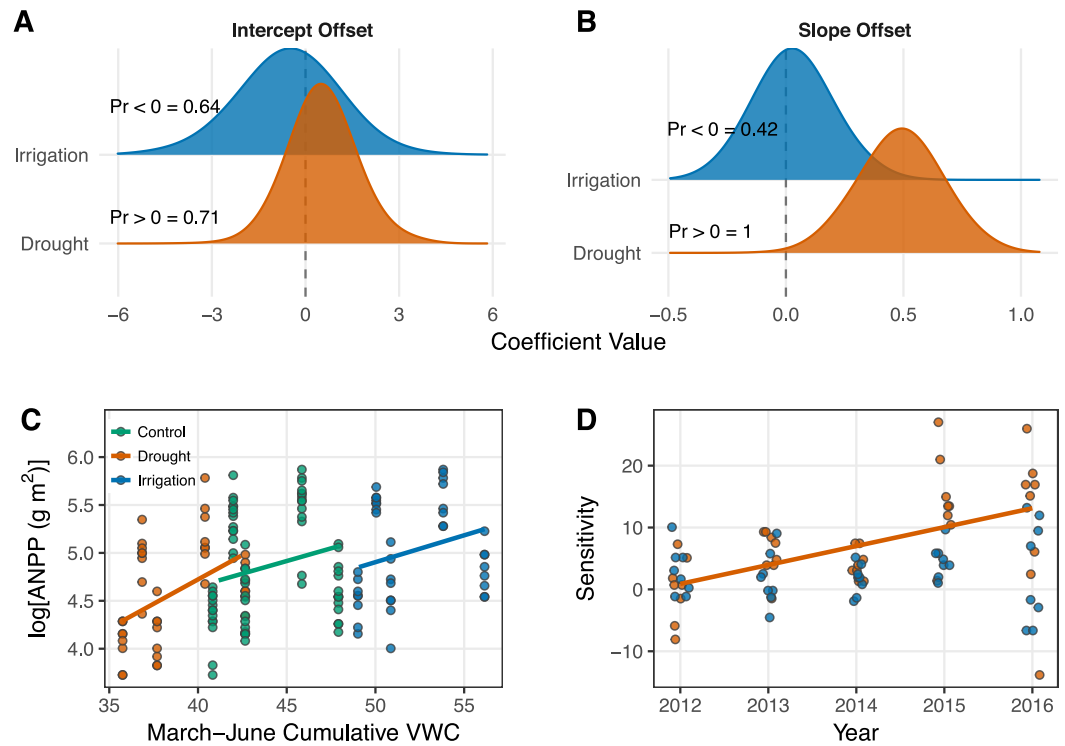 A
Intercept Offset
Pr < 0 = 0.64
Irrigation
Pr > 0 = 0.71
Drought
−6 −3 0 3 6
B
Slope Offset
Pr < 0 = 0.42
Irrigation
Pr > 0 = 1
Drought
−0.5 0.0 0.5 1.0
Coefficient Value
C
Control
Drought
Irrigation
log[ANPP (g m²)]
6.0
5.5
5.0
4.5
4.0
35 40 45 50 55
March−June Cumulative VWC
D
Sensitivity
20
10
0
−10
2012 2013 2014 2015 2016
Year